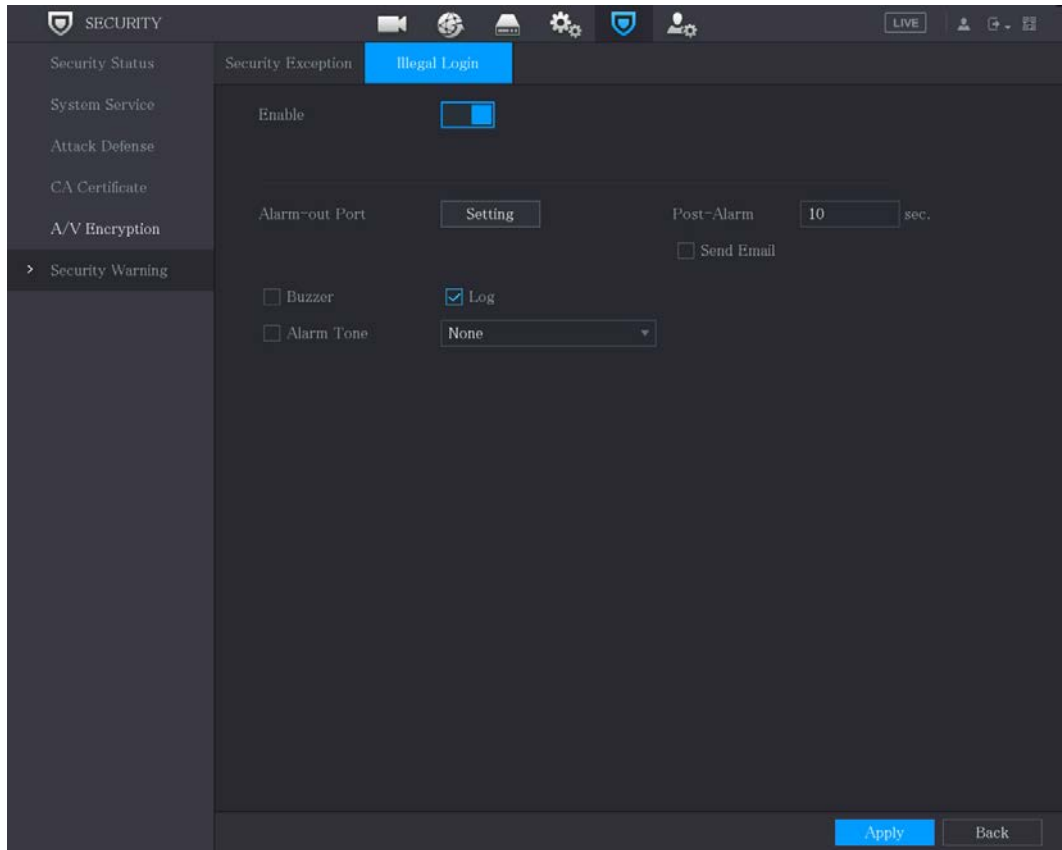 SECURITY
LIVE
Security Status
System Service
Attack Defense
CA Certificate
A/V Encryption
Security Warning
Security Exception
Illegal Login
Enable
Alarm-out Port
Setting
Post-Alarm
10
sec.
Send Email
Buzzer
Log
Alarm Tone
None
Apply
Back